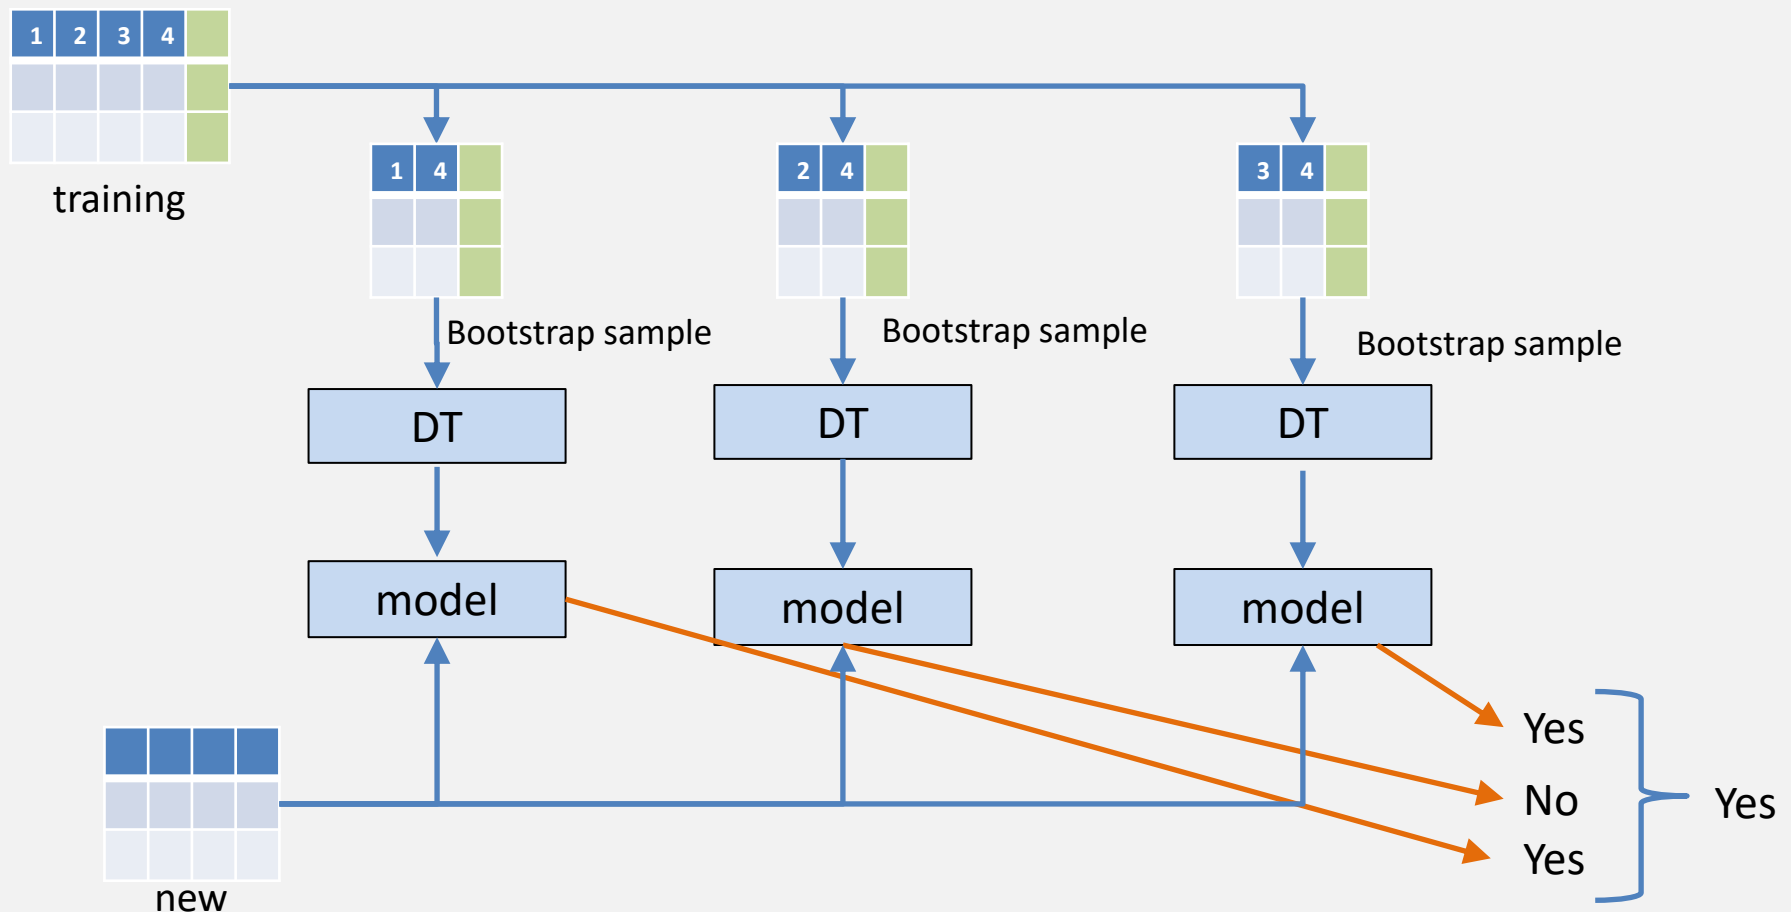 1 2 3 4
training
1 4
2 4
3 4
Bootstrap sample
Bootstrap sample
Bootstrap sample
DT
DT
DT
model
model
model
new
Yes
No
Yes
Yes